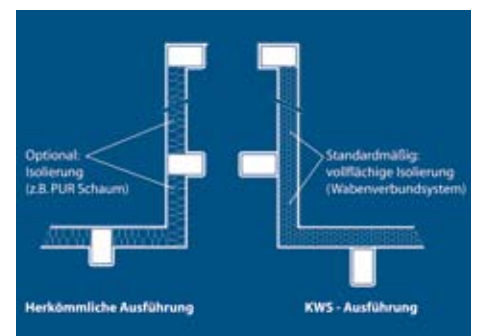 Optional:
Isolierung
(z.B. PUR Schaum)
Standardmäßig:
vollflächige Isolierung
(Wabenverbundsystem)
Herkömmliche Ausführung
KWS - Ausführung